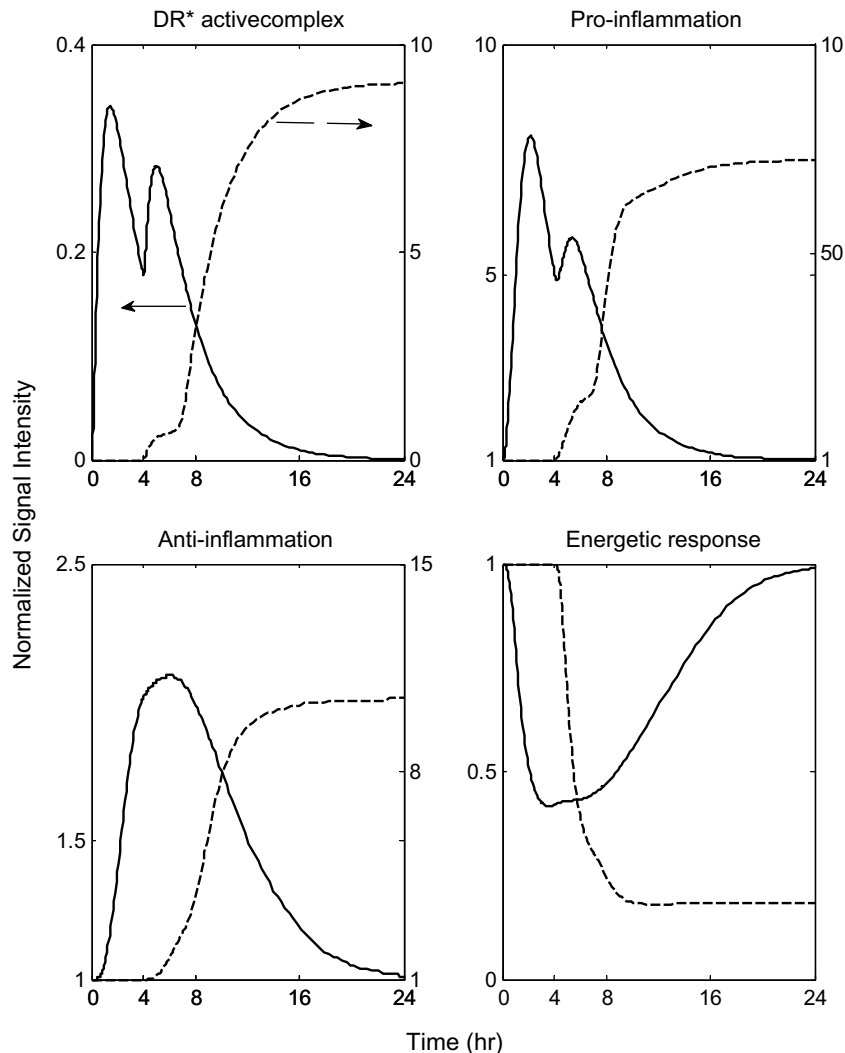 DR* activecomplex
Pro-inflammation
0.4
10
10
10
0.2
5
5
50
0
0
1
1
0 4 8 16 24
0 4 8 16 24
Normalized Signal Intensity
Anti-inflammation
Energetic response
2.5
15
1
8
0.5
1.5
1
1
0
0 4 8 16 24
0 4 8 16 24
Time (hr)